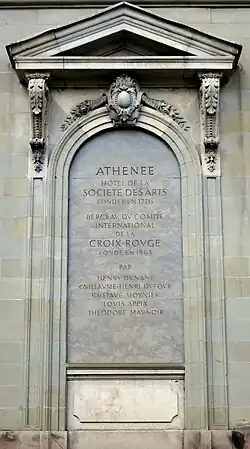 ATHENEE
HÔTEL DE LA
SOCIETE DES ARTS
FONDEE EN 1776
BERCEAU DU COMITE
INTERNATIONAL
DE LA
CROIX-ROUGE
FONDE EN 1863
PAR
HENRY DUNANT
GUILLAUME-HENRI DUFOUR
GUSTAVE MOYNIER
LOUIS APPIA
THEODORE MAUNOIR